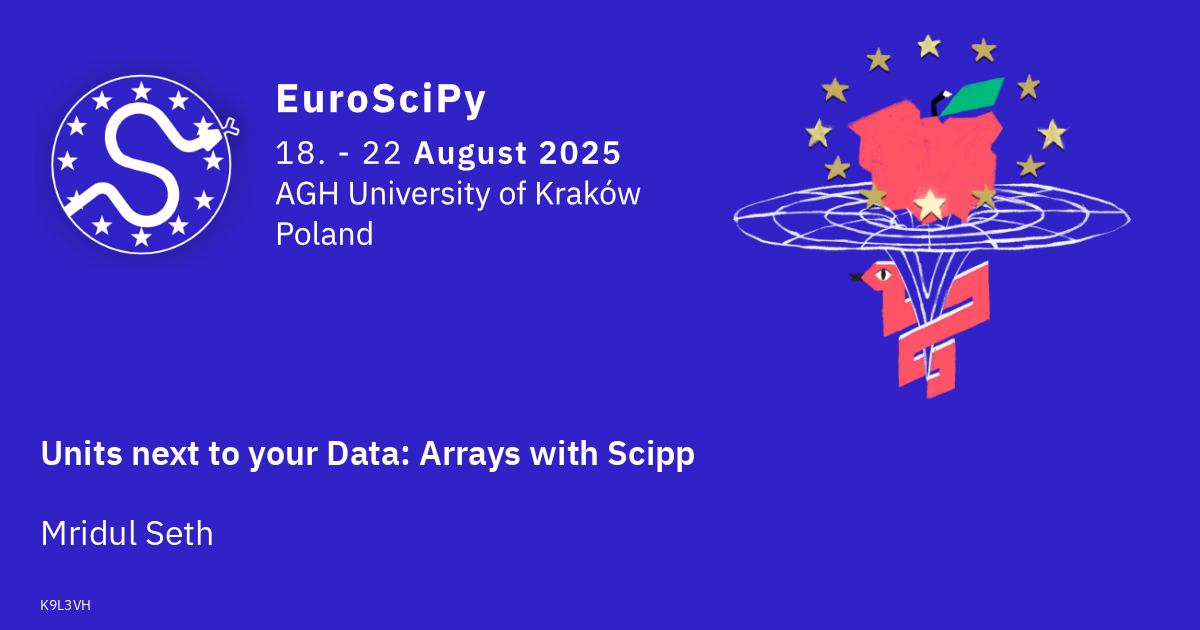 EuroSciPy
18. - 22 August 2025
AGH University of Kraków
Poland
Units next to your Data: Arrays with Scipp
Mridul Seth
K9L3VH